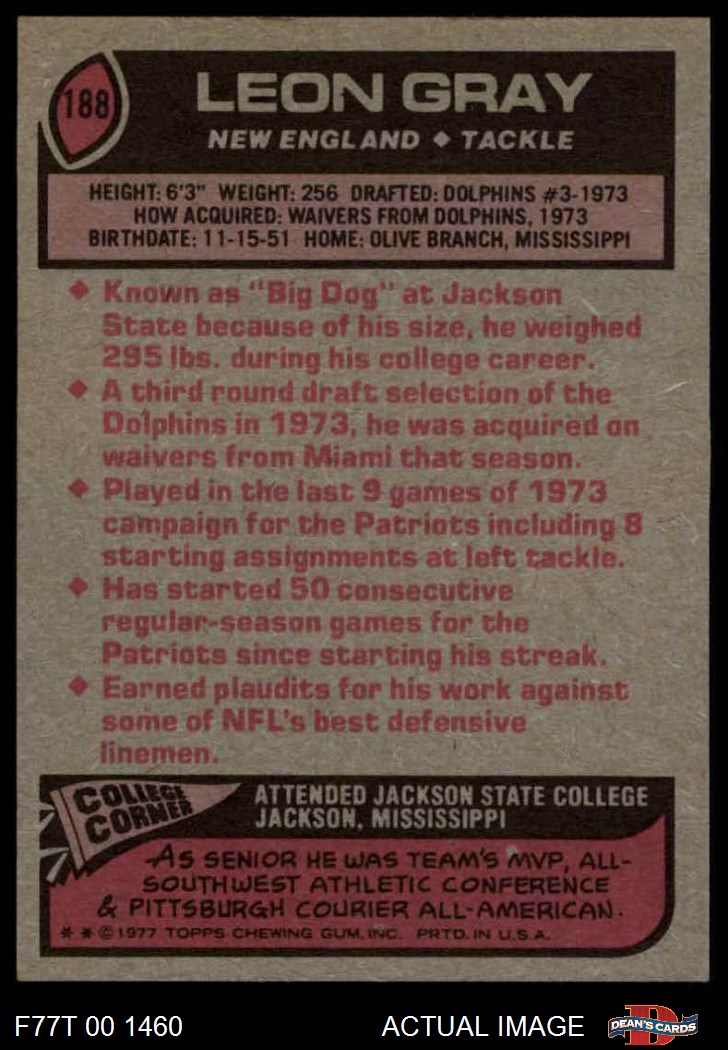 188
LEON GRAY
NEW ENGLAND ◆ TACKLE
HEIGHT: 6'3" WEIGHT: 256 DRAFTED: DOLPHINS #3-1973
HOW ACQUIRED: WAIVERS FROM DOLPHINS, 1973
BIRTHDATE: 11-15-51 HOME: OLIVE BRANCH, MISSISSIPPI
◆ Known as "Big Dog" at Jackson
State because of his size, he weighed
295 lbs. during his college career.
◆ A third round draft selection of the
Dolphins in 1973, he was acquired on
waivers from Miami that season.
◆ Played in the last 9 games of 1973
campaign for the Patriots including 8
starting assignments at left tackle.
◆ Has started 50 consecutive
regular-season games for the
Patriots since starting his streak.
◆ Earned plaudits for his work against
some of NFL's best defensive
linemen.
COLLEGE
CORNER
ATTENDED JACKSON STATE COLLEGE
JACKSON, MISSISSIPPI
AS SENIOR HE WAS TEAM'S MVP, ALL-
SOUTHWEST ATHLETIC CONFERENCE
& PITTSBURGH COURIER ALL-AMERICAN.
* * © 1977 TOPPS CHEWING GUM, INC. PRTD. IN U.S.A.
F77T 00 1460
ACTUAL IMAGE
D
DEAN'S CARDS